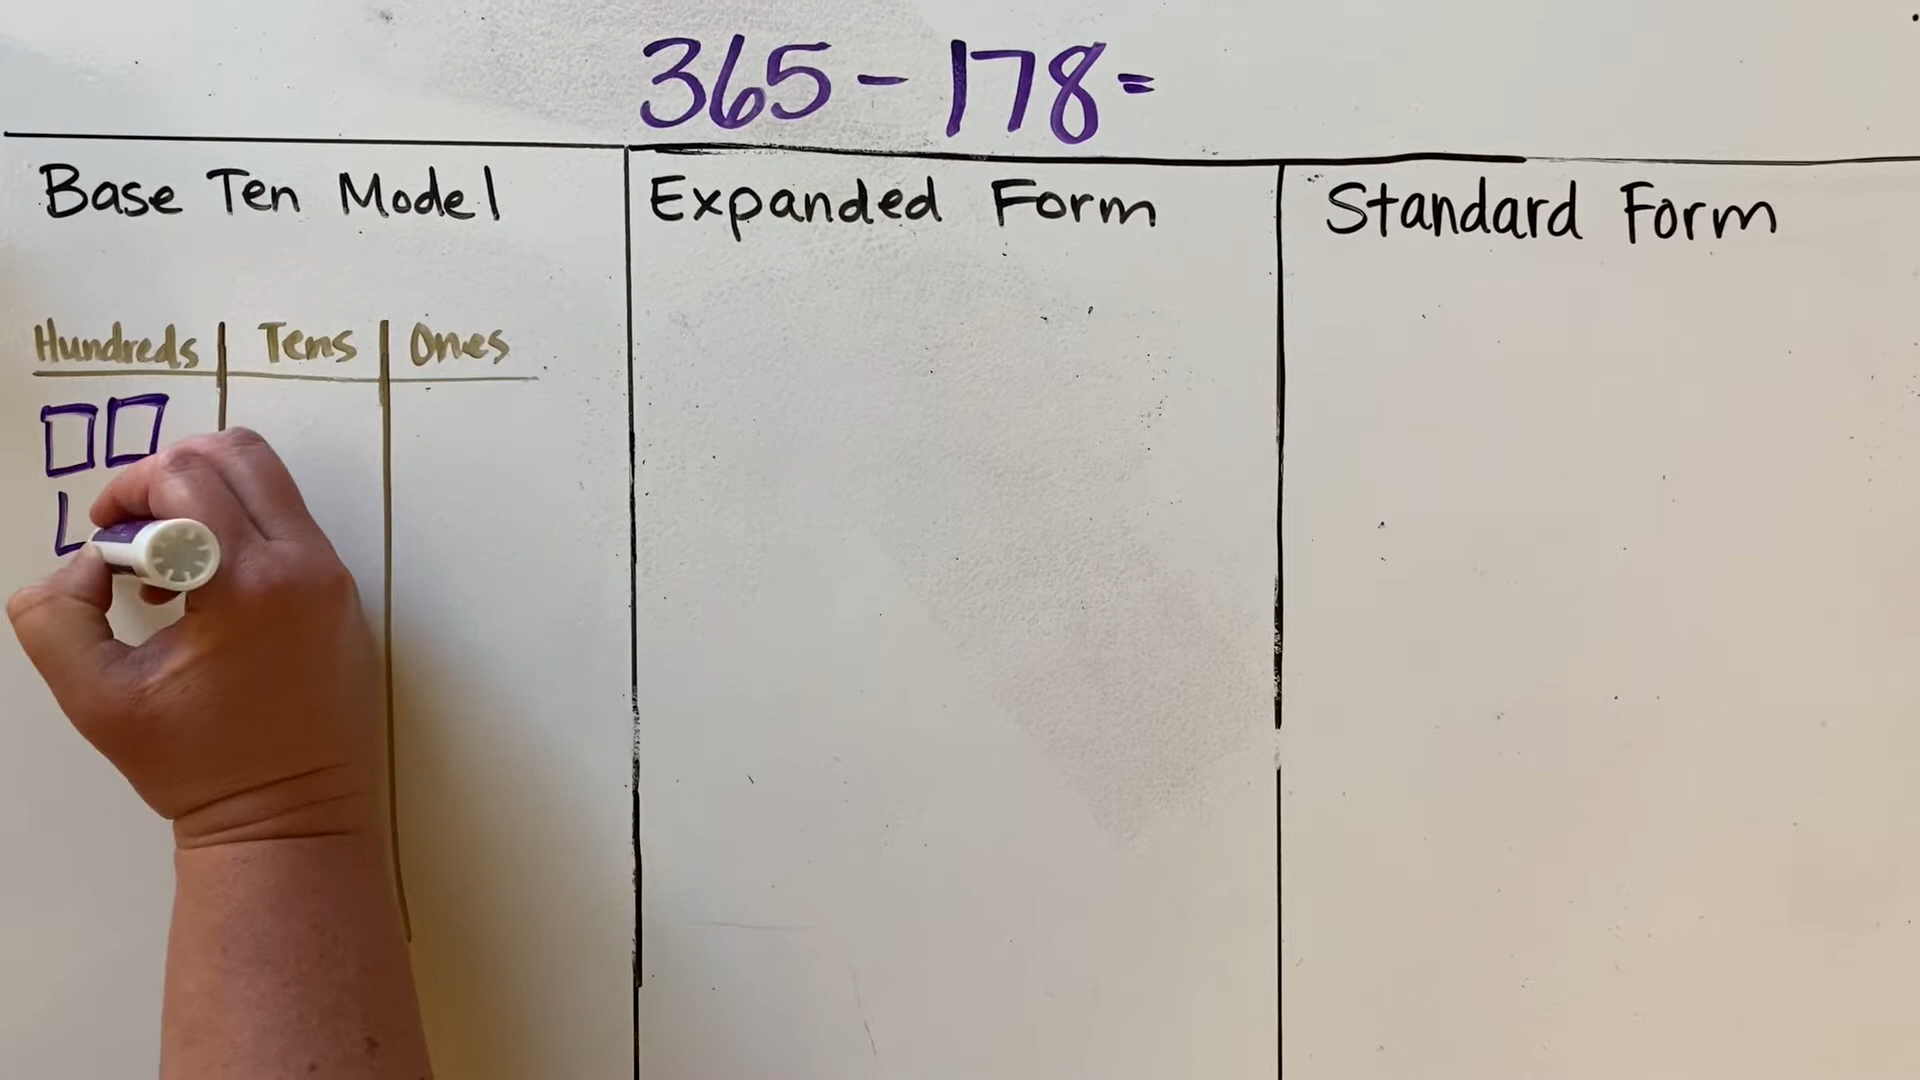 365 - 178 =
Base Ten Model
Expanded Form
Standard Form
Hundreds Tens Ones